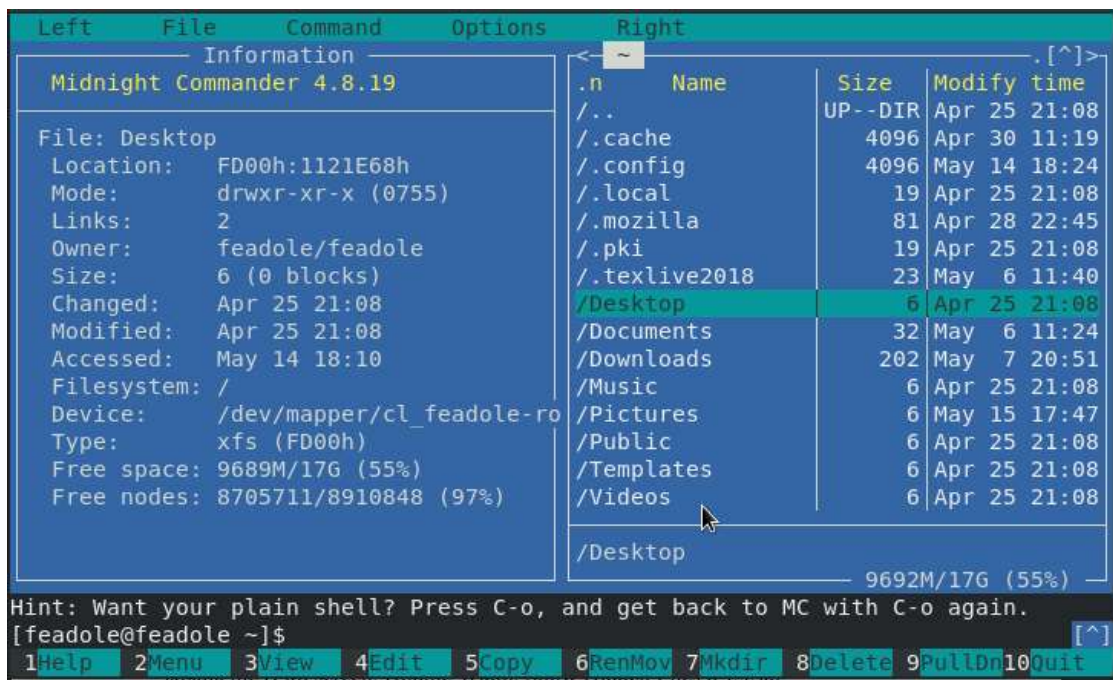 Left File Command Options Right
Information
Midnight Commander 4.8.19
File: Desktop
Location: FD00h:1121E68h
Mode: drwxr-xr-x (0755)
Links: 2
Owner: feadole/feadole
Size: 6 (0 blocks)
Changed: Apr 25 21:08
Modified: Apr 25 21:08
Accessed: May 14 18:10
Filesystem: /
Device: /dev/mapper/cl_feadole-ro
Type: xfs (FD00h)
Free space: 9689M/17G (55%)
Free nodes: 8705711/8910848 (97%)
<- ~ .[^]>
.n Name Size Modify time
/.. UP--DIR Apr 25 21:08
/.cache 4096 Apr 30 11:19
/.config 4096 May 14 18:24
/.local 19 Apr 25 21:08
/.mozilla 81 Apr 28 22:45
/.pki 19 Apr 25 21:08
/.texlive2018 23 May 6 11:40
/Desktop 6 Apr 25 21:08
/Documents 32 May 6 11:24
/Downloads 202 May 7 20:51
/Music 6 Apr 25 21:08
/Pictures 6 May 15 17:47
/Public 6 Apr 25 21:08
/Templates 6 Apr 25 21:08
/Videos 6 Apr 25 21:08
/Desktop
9692M/17G (55%)
Hint: Want your plain shell? Press C-o, and get back to MC with C-o again.
[feadole@feadole ~]$ [^]
1Help 2Menu 3View 4Edit 5Copy 6RenMov 7Mkdir 8Delete 9PullDn 10Quit